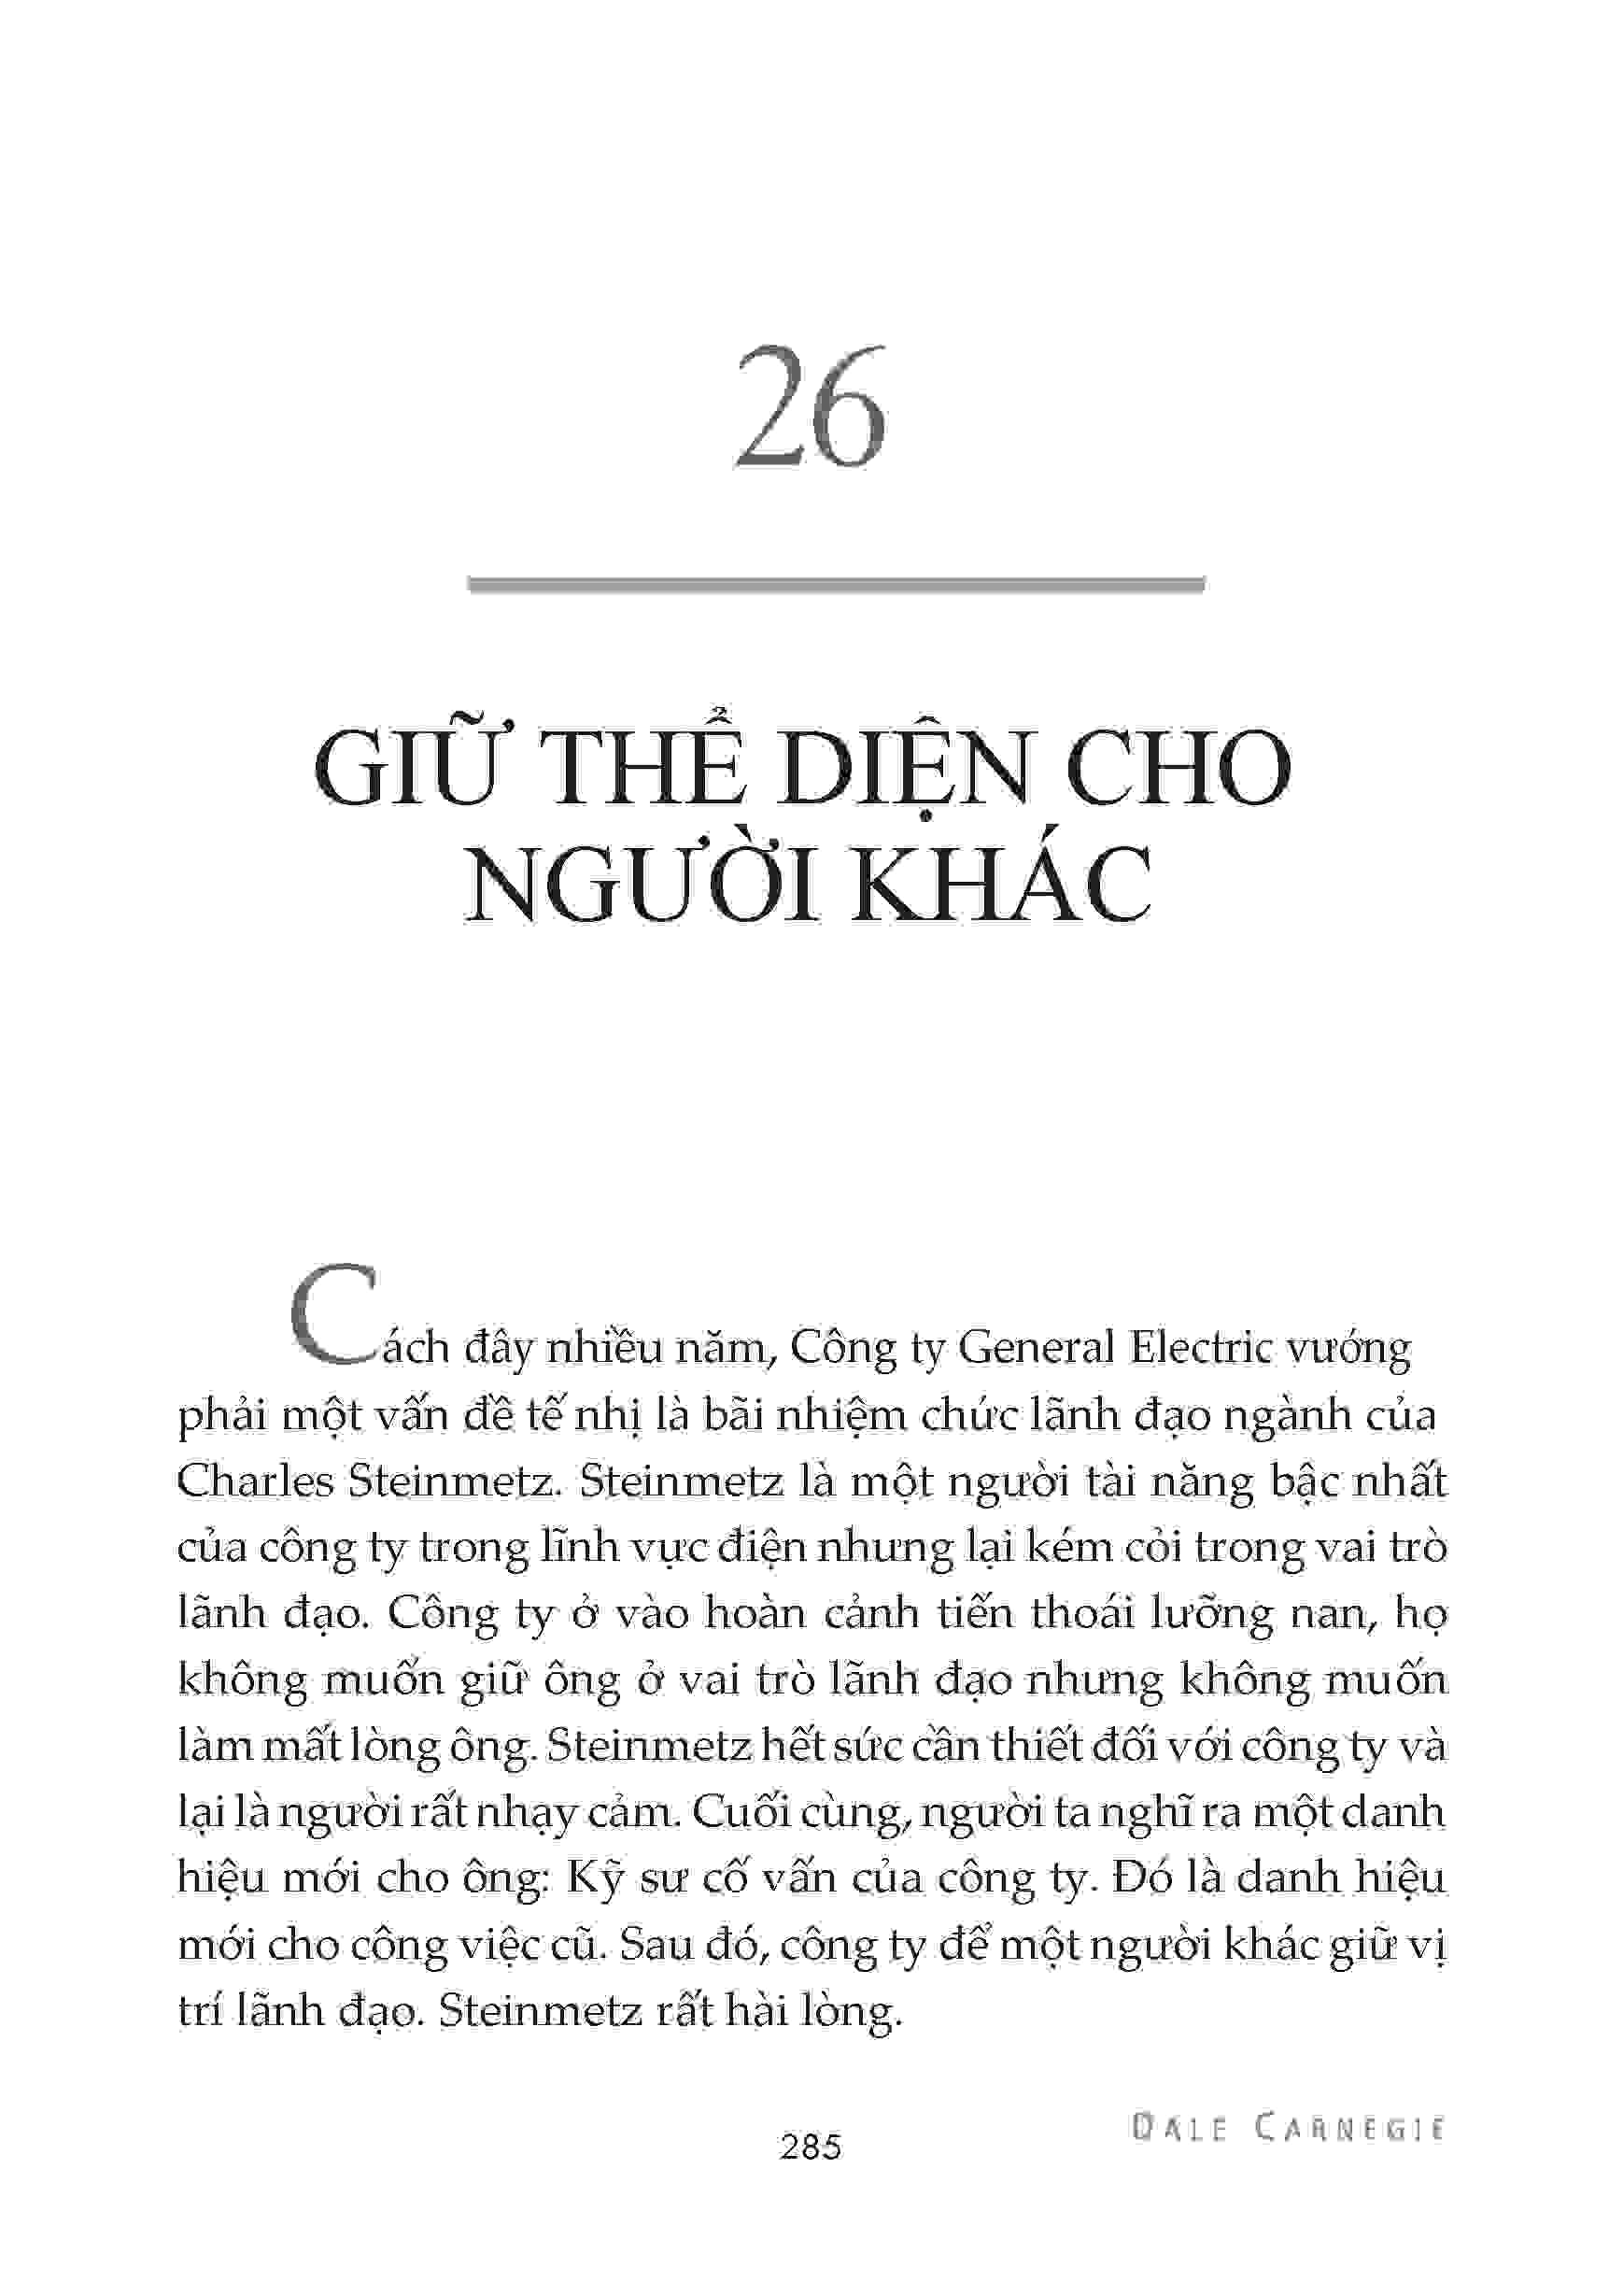 26
GIỮ THỂ DIỆN CHO
NGƯỜI KHÁC
Cách đây nhiều năm, Công ty General Electric vướng
phải một vấn đề tế nhị là bãi nhiệm chức lãnh đạo ngành của
Charles Steinmetz. Steinmetz là một người tài năng bậc nhất
của công ty trong lĩnh vực điện nhưng lại kém cỏi trong vai trò
lãnh đạo. Công ty ở vào hoàn cảnh tiến thoái lưỡng nan, họ
không muốn giữ ông ở vai trò lãnh đạo nhưng không muốn
làm mất lòng ông. Steinmetz hết sức cần thiết đối với công ty và
lại là người rất nhạy cảm. Cuối cùng, người ta nghĩ ra một danh
hiệu mới cho ông: Kỹ sư cố vấn của công ty. Đó là danh hiệu
mới cho công việc cũ. Sau đó, công ty để một người khác giữ vị
trí lãnh đạo. Steinmetz rất hài lòng.
285
DALE CARNEGIE